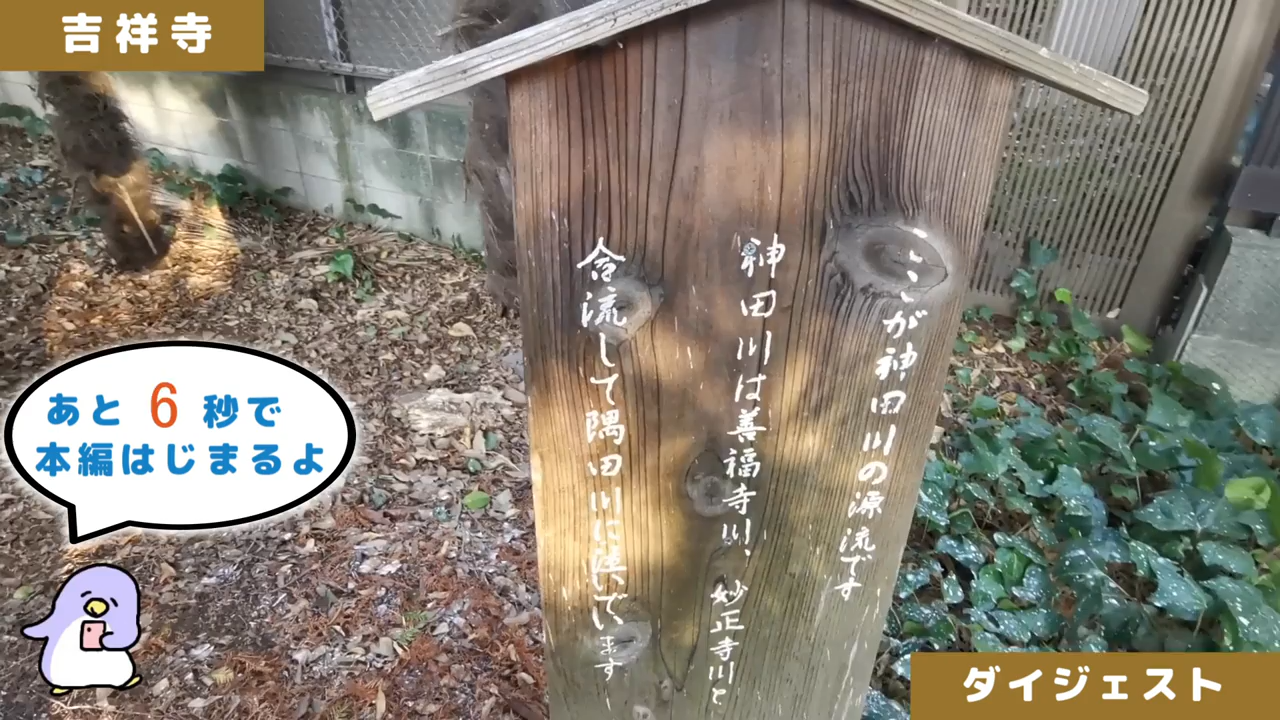 吉祥寺
ここが神田川の源流です
神田川は善福寺川、妙正寺川と
合流して隅田川に注いでいます
あと 6 秒で
本編はじまるよ
ダイジェスト